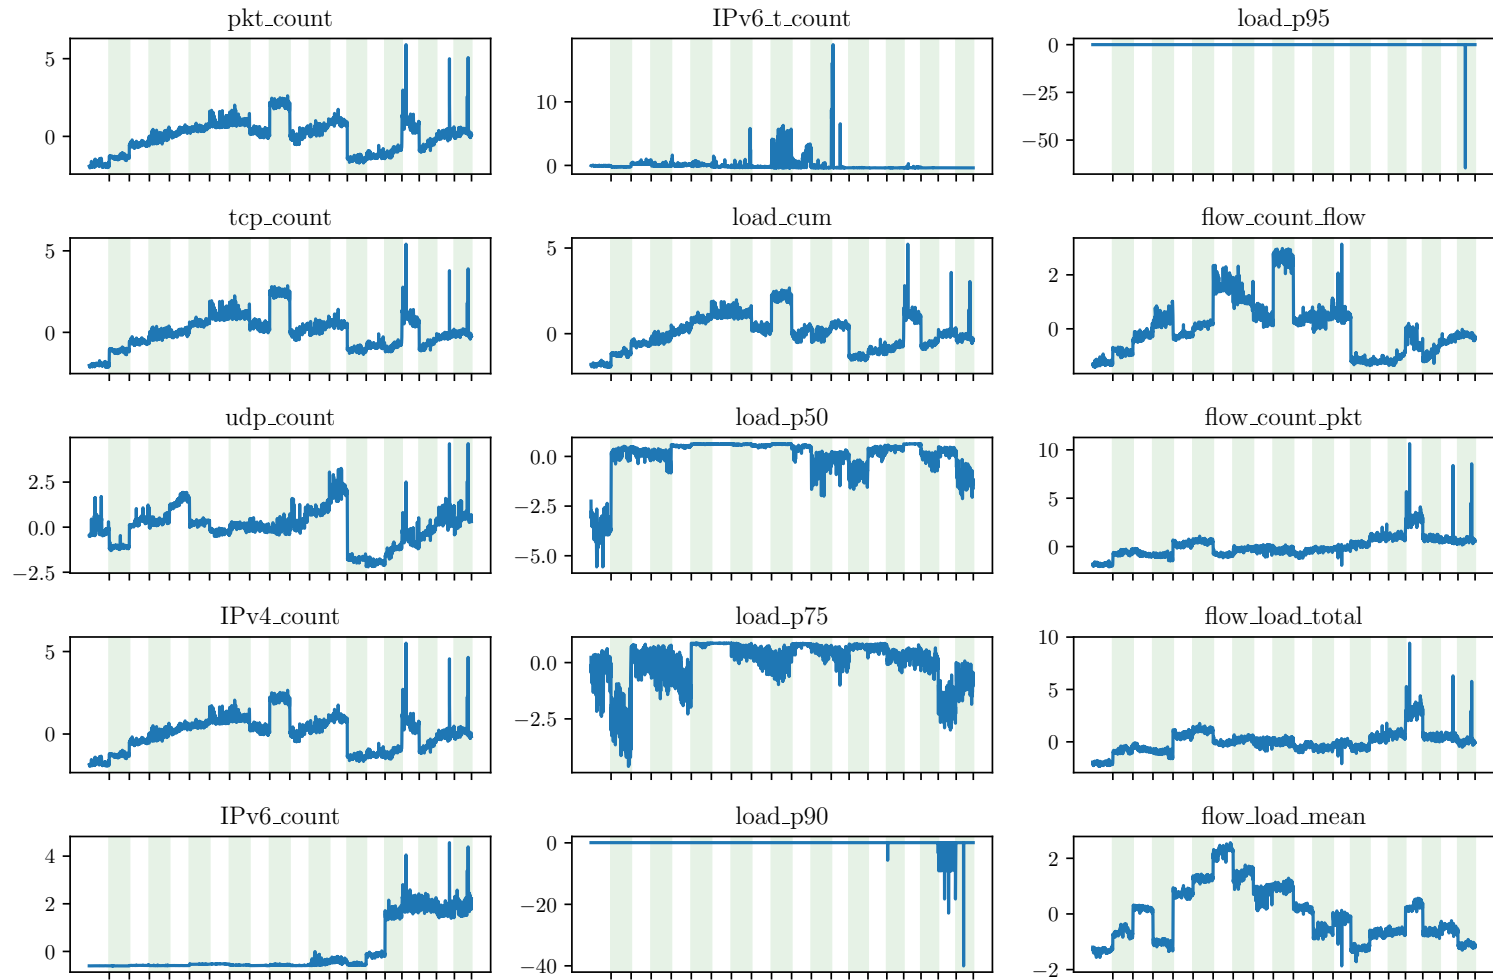 pkt_count
IPv6_t_count
load_p95
5
0
10
0
0
−25
−50
tcp_count
load_cum
flow_count_flow
5
0
5
0
2
0
udp_count
load_p50
flow_count_pkt
2.5
0.0
−2.5
0.0
−2.5
−5.0
10
5
0
IPv4_count
load_p75
flow_load_total
5
0
0.0
−2.5
10
5
0
IPv6_count
load_p90
flow_load_mean
4
2
0
0
−20
−40
2
0
−2